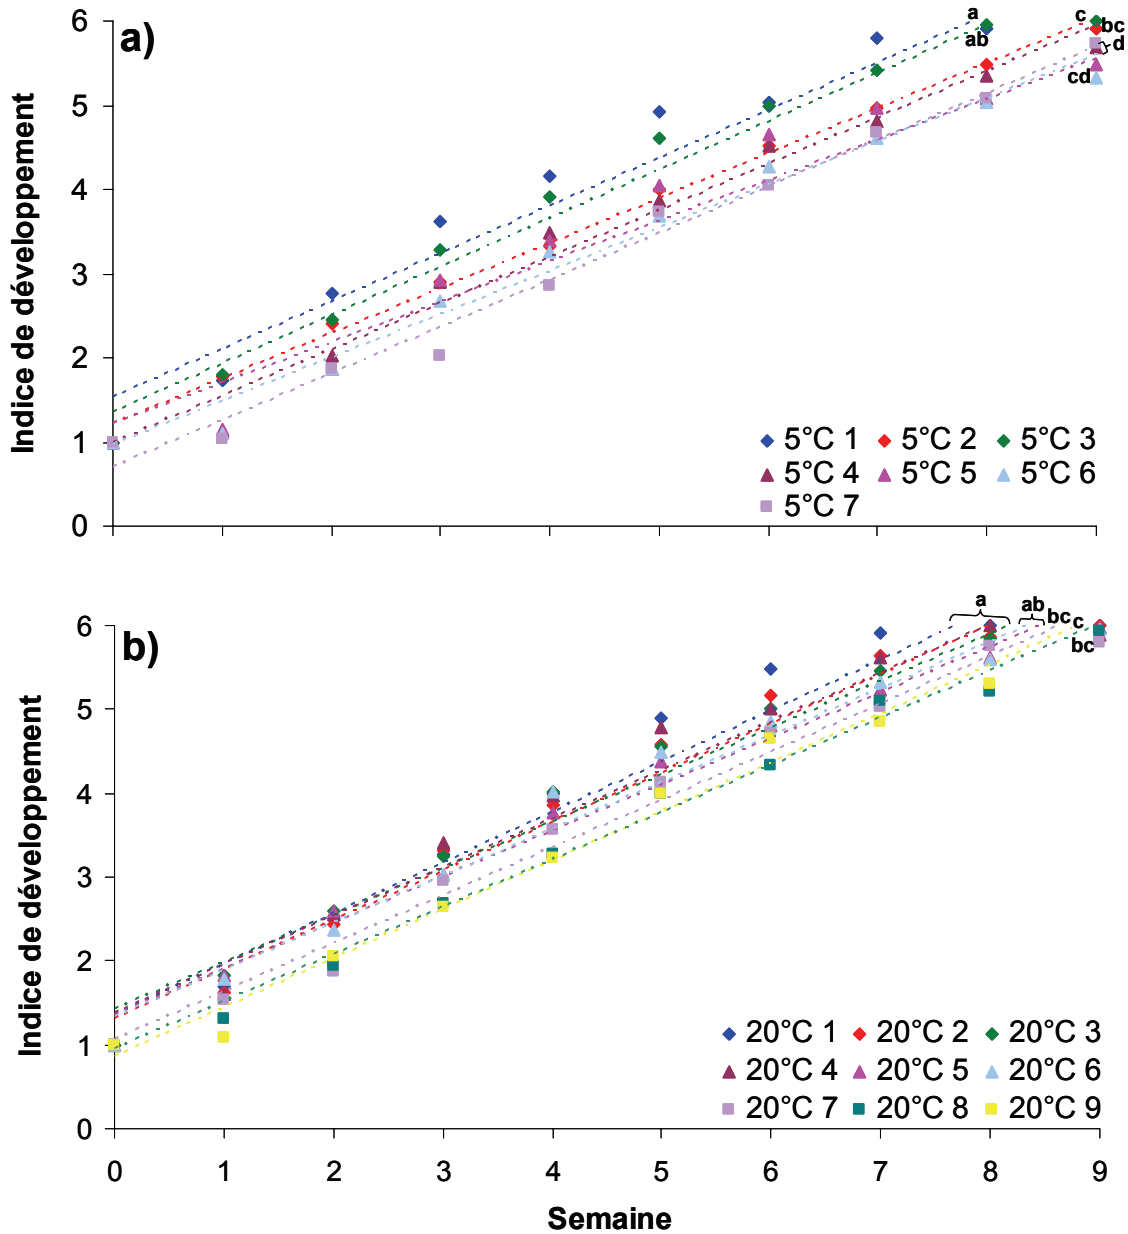 a)
Indice de développement
6
5
4
3
2
1
0
a
ab
c
bc
d
cd
5°C 1 5°C 2 5°C 3
5°C 4 5°C 5 5°C 6
5°C 7
b)
Indice de développement
6
5
4
3
2
1
0
a
ab
bc
c
bc
20°C 1 20°C 2 20°C 3
20°C 4 20°C 5 20°C 6
20°C 7 20°C 8 20°C 9
0 1 2 3 4 5 6 7 8 9
Semaine